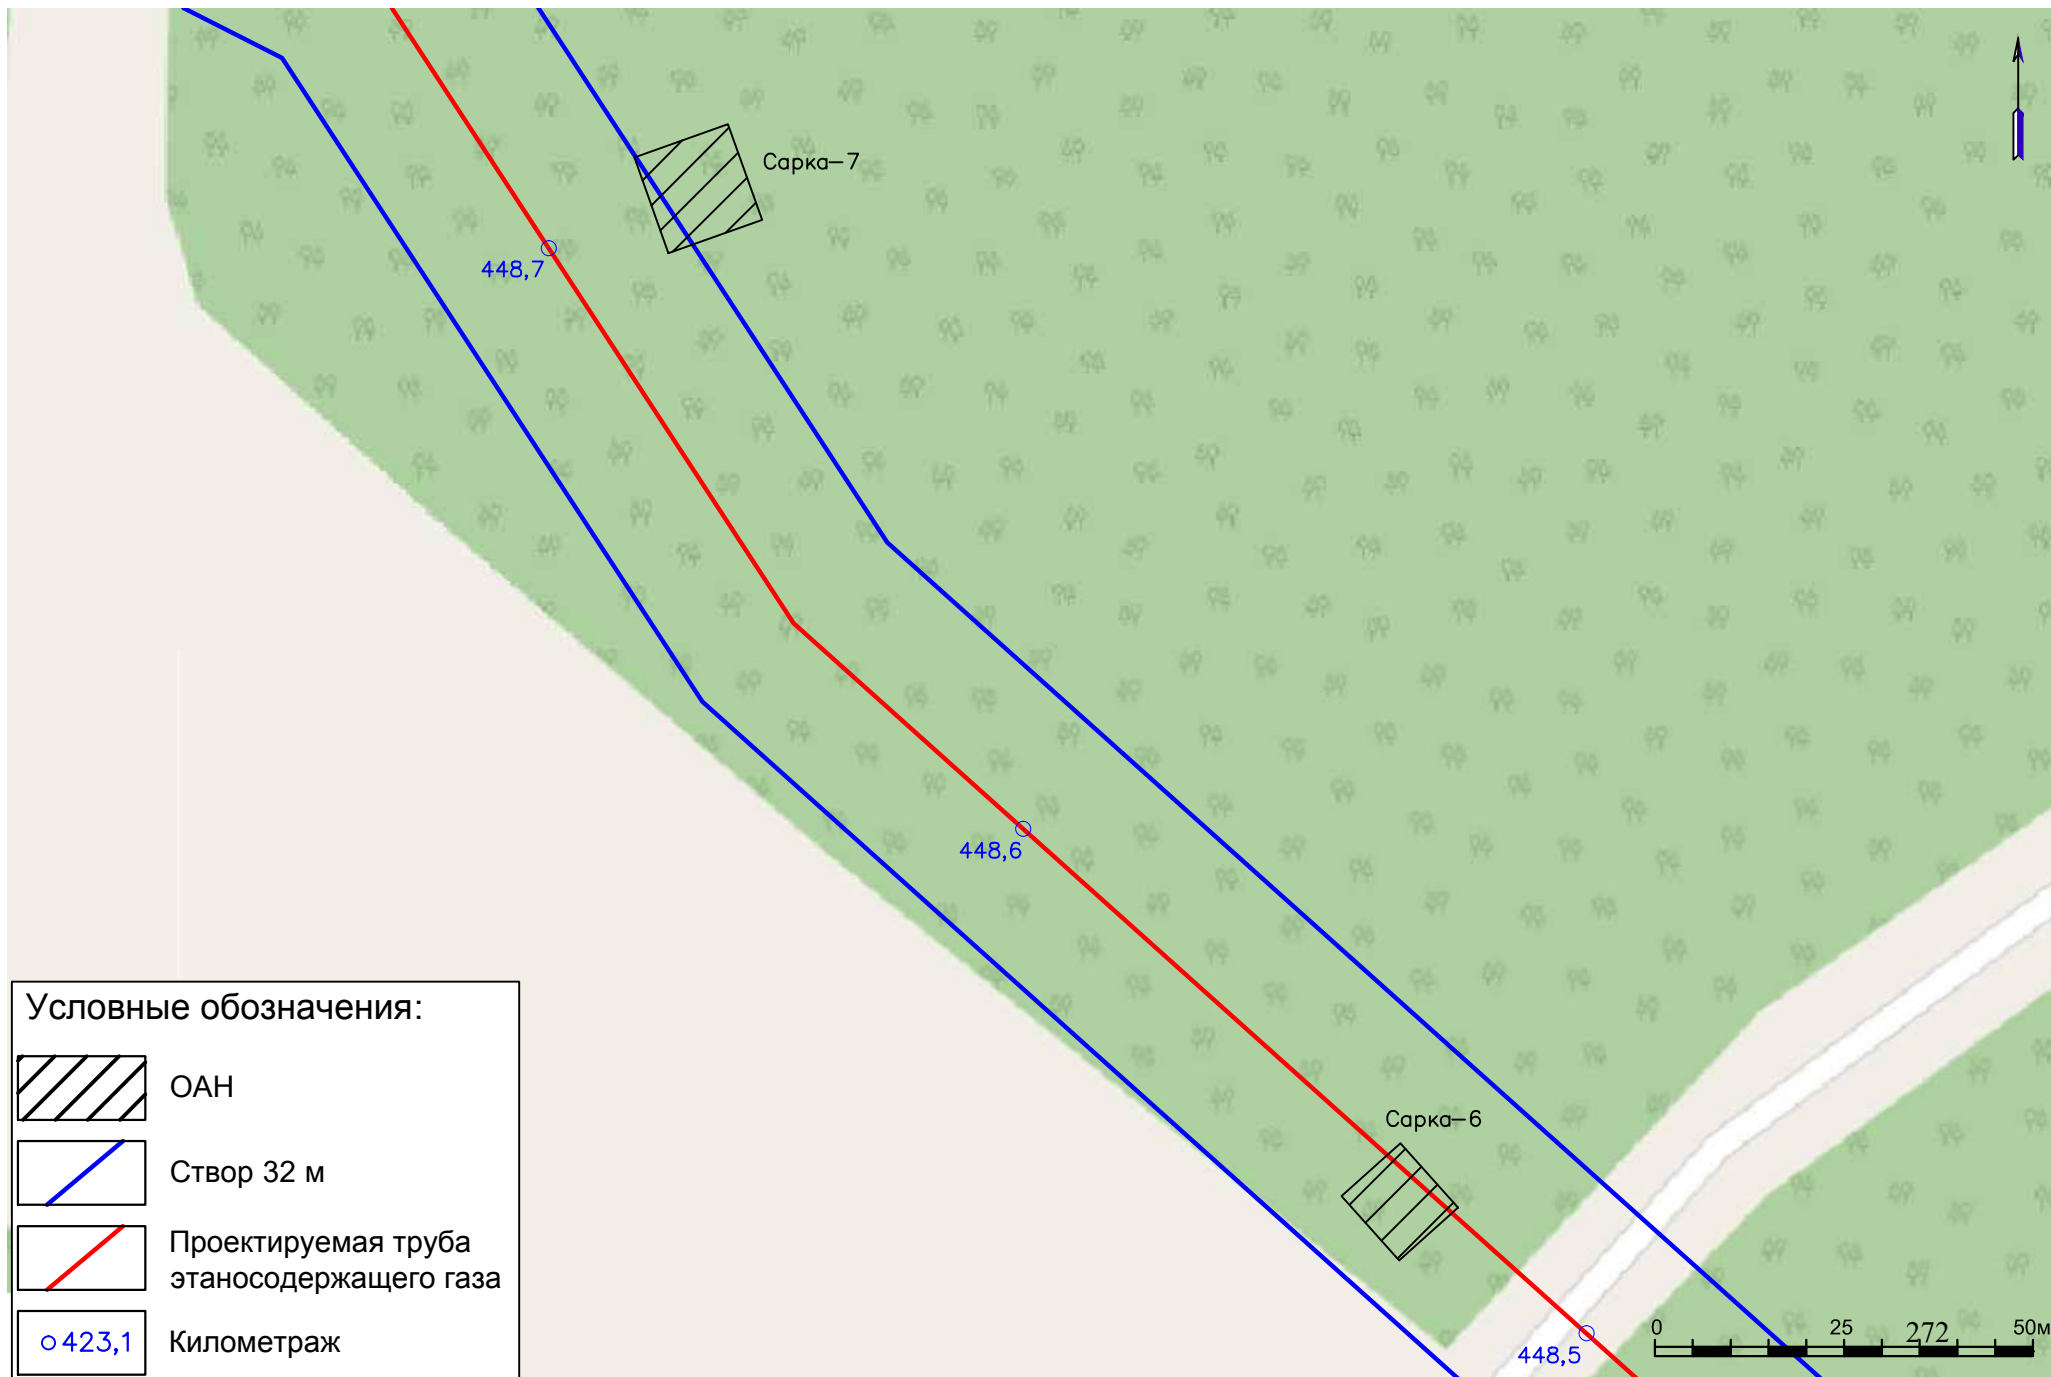 Сарка-7
448,7
448,6
Сарка-6
448,5
0 25 272 50м
Условные обозначения:
ОАН
Створ 32 м
Проектируемая труба
этаносодержащего газа
423,1 Километраж